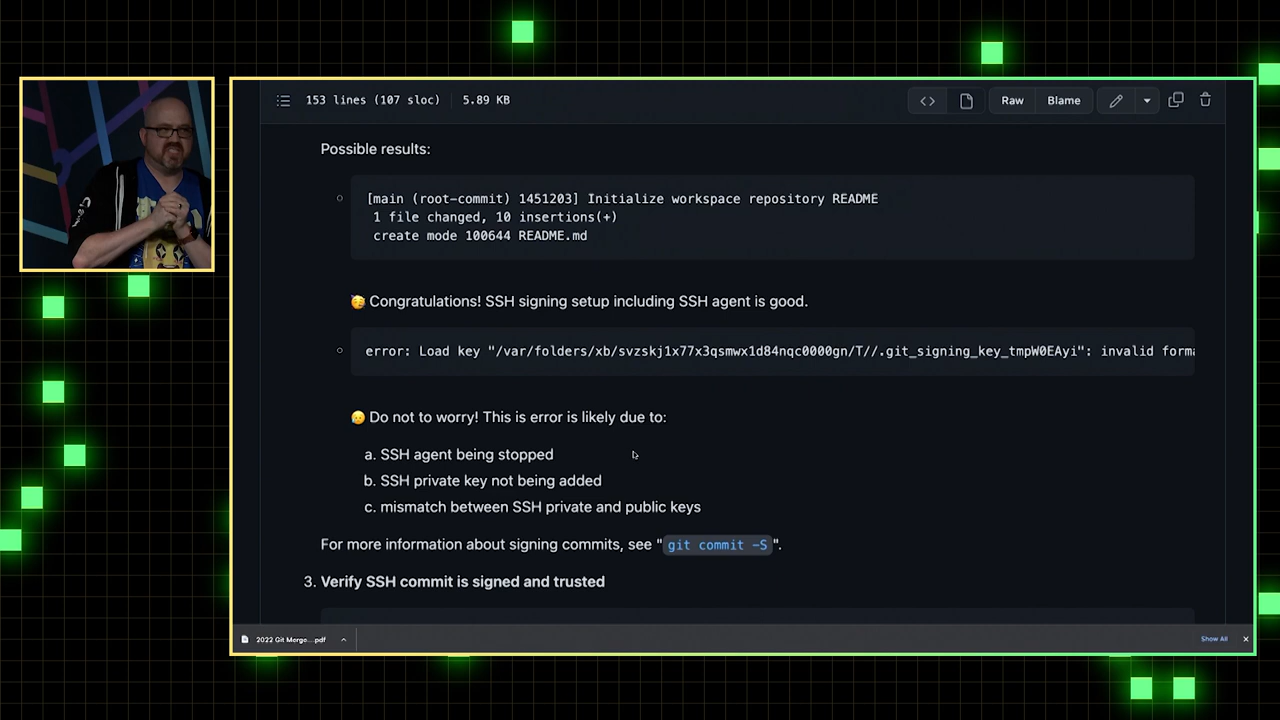 153 lines (107 sloc) 5.89 KB
Raw Blame
Possible results:
[main (root-commit) 1451203] Initialize workspace repository README
1 file changed, 10 insertions(+)
create mode 100644 README.md
🥳 Congratulations! SSH signing setup including SSH agent is good.
error: Load key "/var/folders/xb/svzskj1x77x3qsmwx1d84nqc0000gn/T//.git_signing_key_tmpW0EAyi": invalid forma
😥 Do not to worry! This is error is likely due to:
a. SSH agent being stopped
b. SSH private key not being added
c. mismatch between SSH private and public keys
For more information about signing commits, see "git commit -S".
3. Verify SSH commit is signed and trusted
2022 Git Merge....pdf
Show All